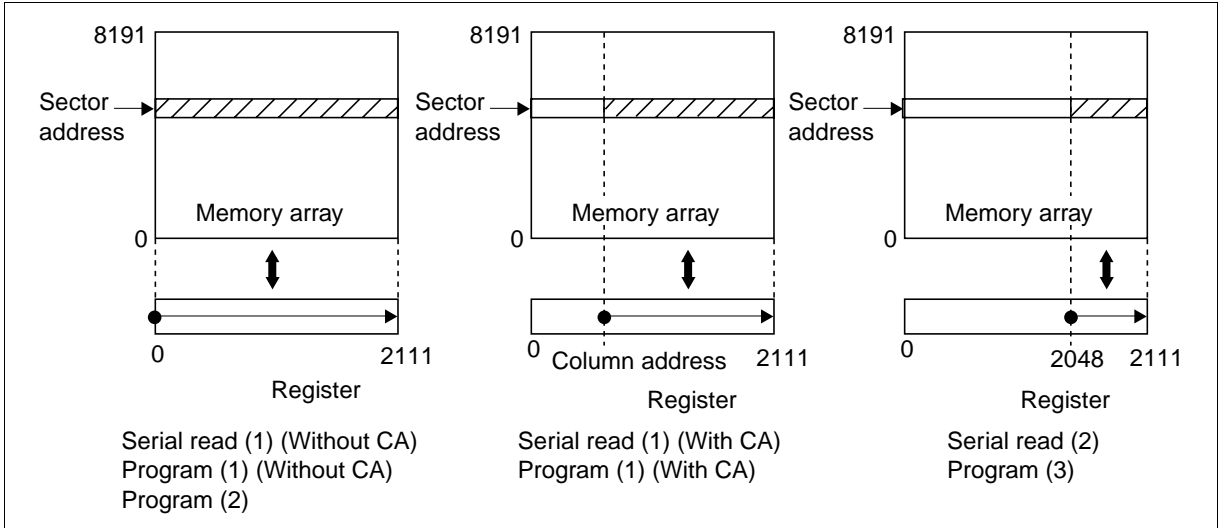 8191
Sector
address
Memory array
0
0
2111
Register
Serial read (1) (Without CA)
Program (1) (Without CA)
Program (2)
8191
Sector
address
Memory array
0
0
Column address
2111
Register
Serial read (1) (With CA)
Program (1) (With CA)
8191
Sector
address
Memory array
0
0
2048
2111
Register
Serial read (2)
Program (3)